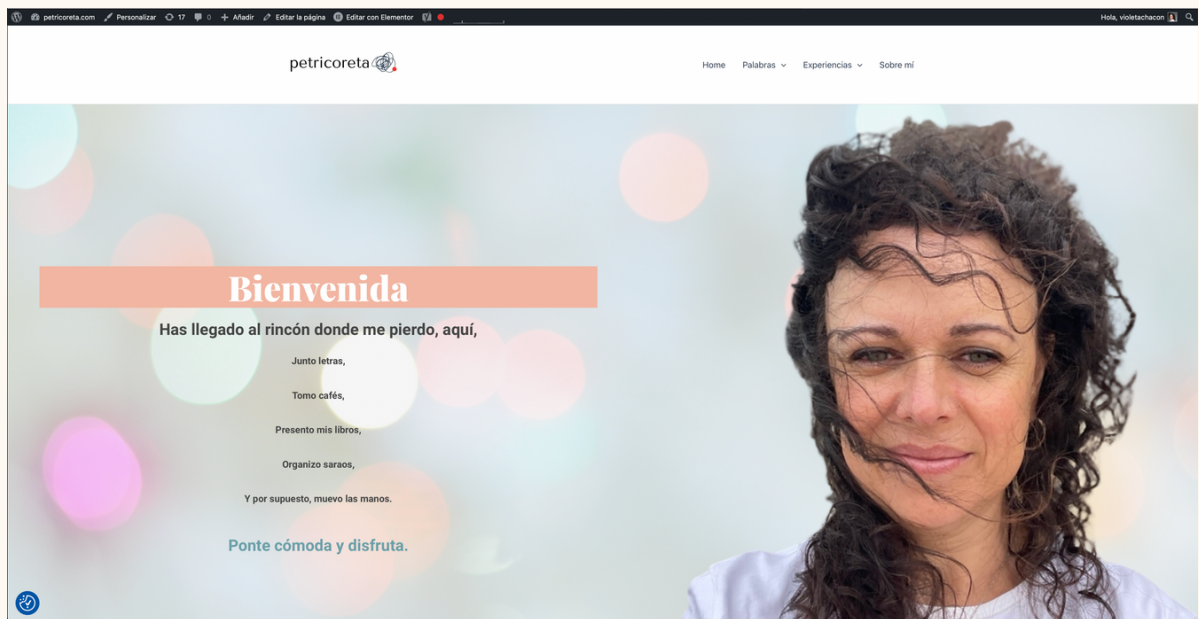 petricoreta.com Personalizar 17 0 Añadir Editar la página Editar con Elementor Hola, violetachacon
petricoreta
Home Palabras Experiencias Sobre mí
Bienvenida
Has llegado al rincón donde me pierdo, aquí,
Junto letras,
Tomo cafés,
Presento mis libros,
Organizo saraos,
Y por supuesto, muevo las manos.
Ponte cómoda y disfruta.